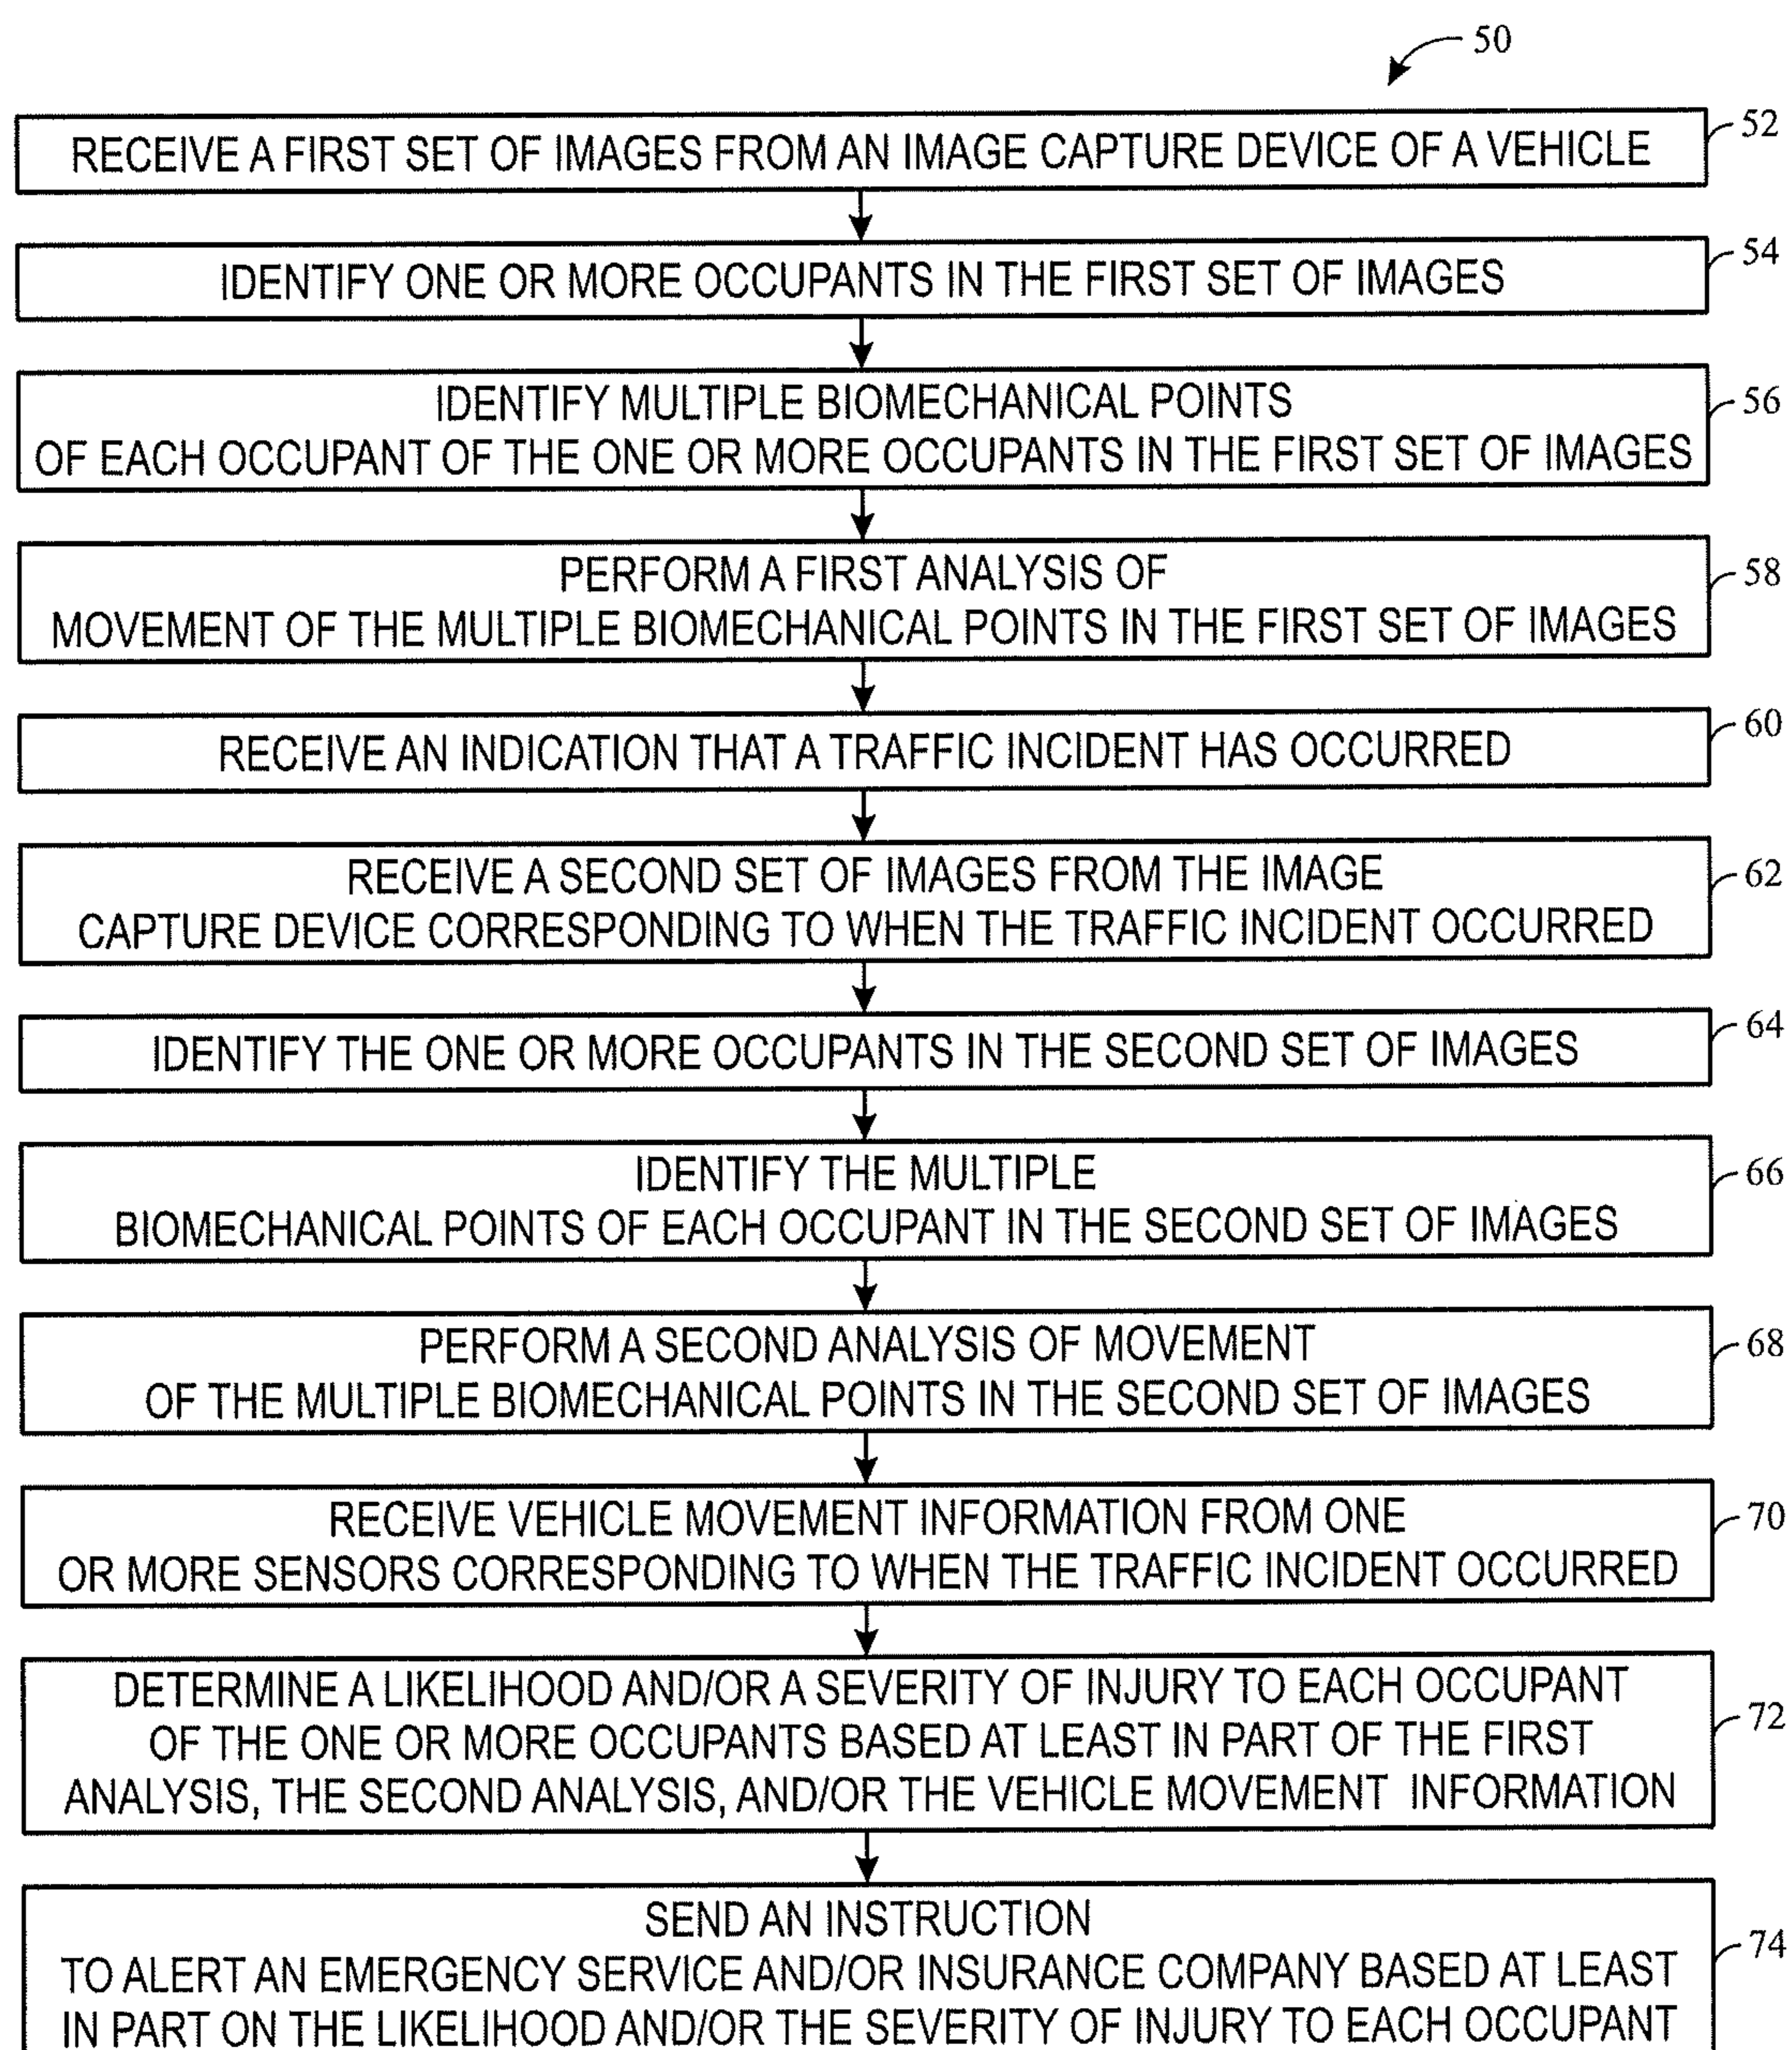 50
RECEIVE A FIRST SET OF IMAGES FROM AN IMAGE CAPTURE DEVICE OF A VEHICLE
52
IDENTIFY ONE OR MORE OCCUPANTS IN THE FIRST SET OF IMAGES
54
IDENTIFY MULTIPLE BIOMECHANICAL POINTS
OF EACH OCCUPANT OF THE ONE OR MORE OCCUPANTS IN THE FIRST SET OF IMAGES
56
PERFORM A FIRST ANALYSIS OF
MOVEMENT OF THE MULTIPLE BIOMECHANICAL POINTS IN THE FIRST SET OF IMAGES
58
RECEIVE AN INDICATION THAT A TRAFFIC INCIDENT HAS OCCURRED
60
RECEIVE A SECOND SET OF IMAGES FROM THE IMAGE
CAPTURE DEVICE CORRESPONDING TO WHEN THE TRAFFIC INCIDENT OCCURRED
62
IDENTIFY THE ONE OR MORE OCCUPANTS IN THE SECOND SET OF IMAGES
64
IDENTIFY THE MULTIPLE
BIOMECHANICAL POINTS OF EACH OCCUPANT IN THE SECOND SET OF IMAGES
66
PERFORM A SECOND ANALYSIS OF MOVEMENT
OF THE MULTIPLE BIOMECHANICAL POINTS IN THE SECOND SET OF IMAGES
68
RECEIVE VEHICLE MOVEMENT INFORMATION FROM ONE
OR MORE SENSORS CORRESPONDING TO WHEN THE TRAFFIC INCIDENT OCCURRED
70
DETERMINE A LIKELIHOOD AND/OR A SEVERITY OF INJURY TO EACH OCCUPANT
OF THE ONE OR MORE OCCUPANTS BASED AT LEAST IN PART OF THE FIRST
ANALYSIS, THE SECOND ANALYSIS, AND/OR THE VEHICLE MOVEMENT INFORMATION
72
SEND AN INSTRUCTION
TO ALERT AN EMERGENCY SERVICE AND/OR INSURANCE COMPANY BASED AT LEAST
IN PART ON THE LIKELIHOOD AND/OR THE SEVERITY OF INJURY TO EACH OCCUPANT
74